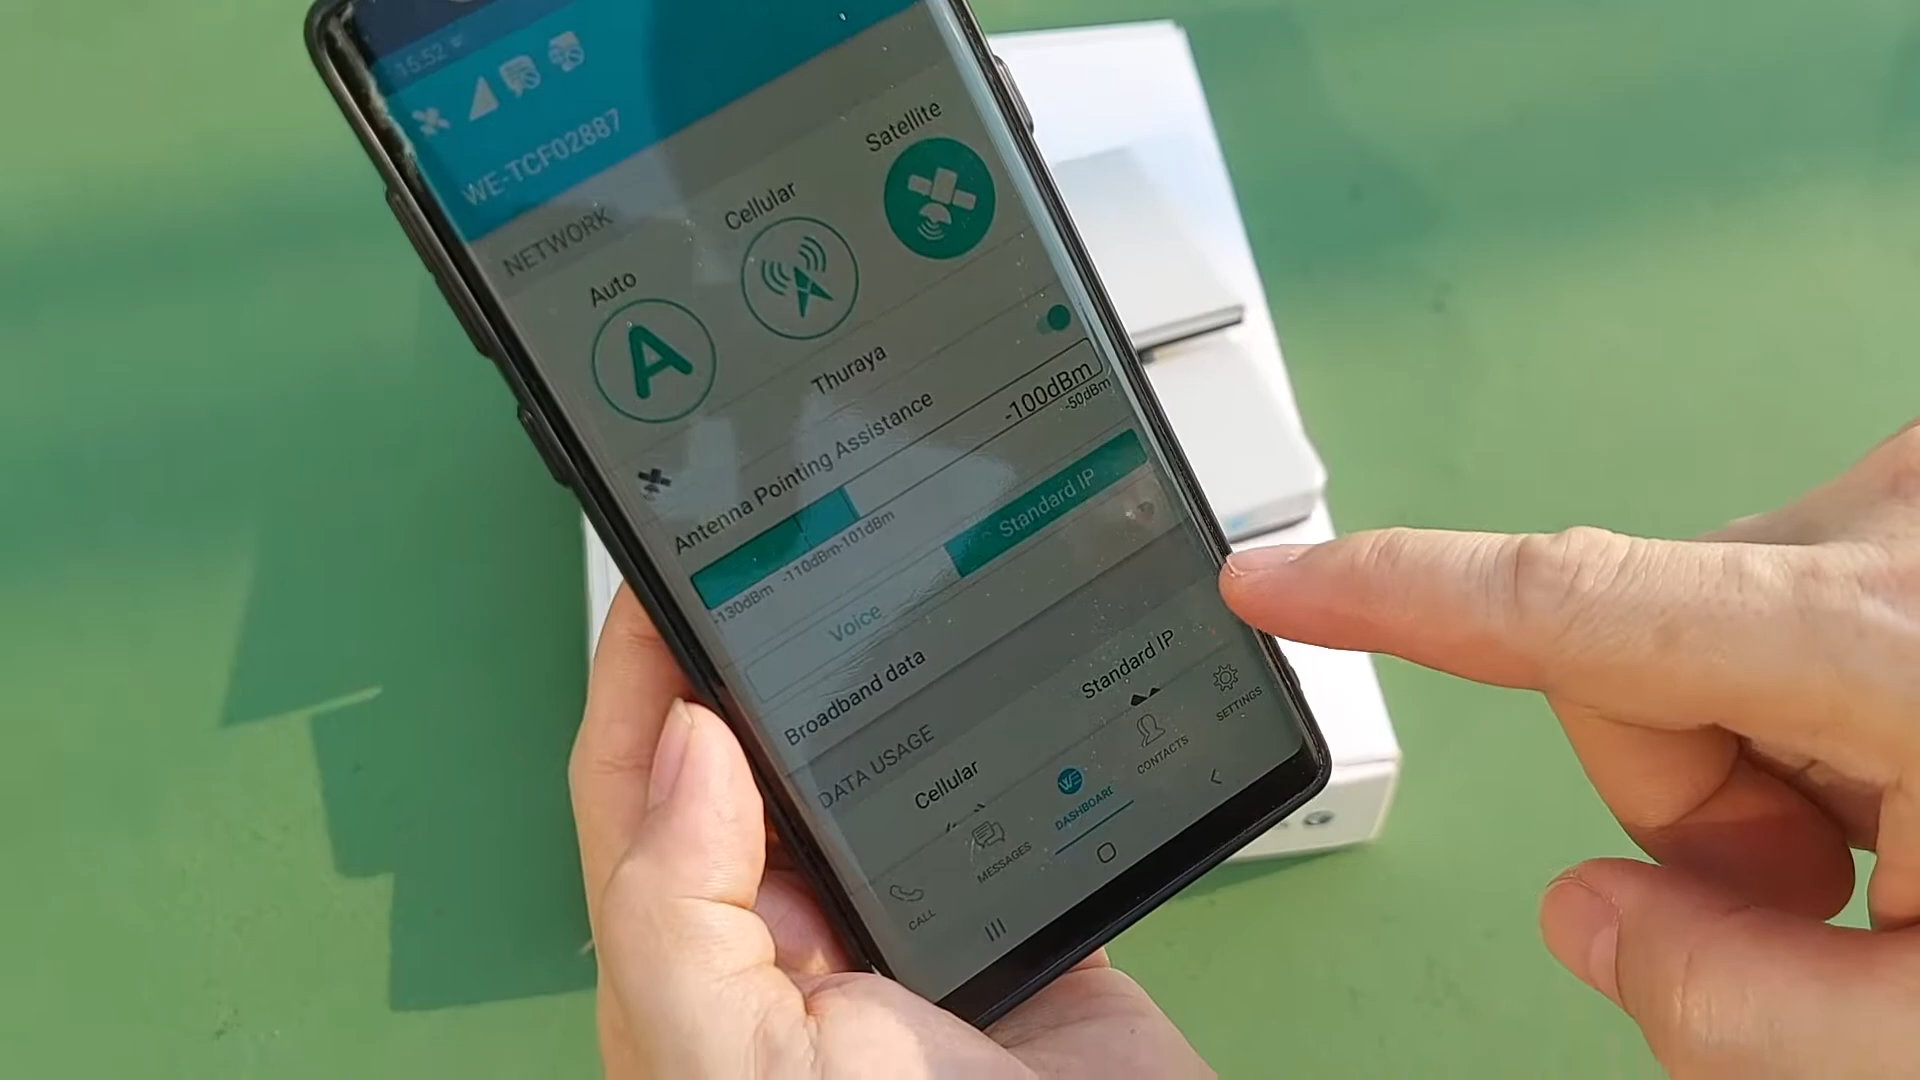 15:52
WE-TCF02887
NETWORK
Auto
Cellular
Satellite
Thuraya
Antenna Pointing Assistance
-100dBm
-130dBm
-110dBm
-101dBm
-50dBm
Voice
Standard IP
Broadband data
DATA USAGE
Cellular
Standard IP
CALL
MESSAGES
DASHBOARD
CONTACTS
SETTINGS